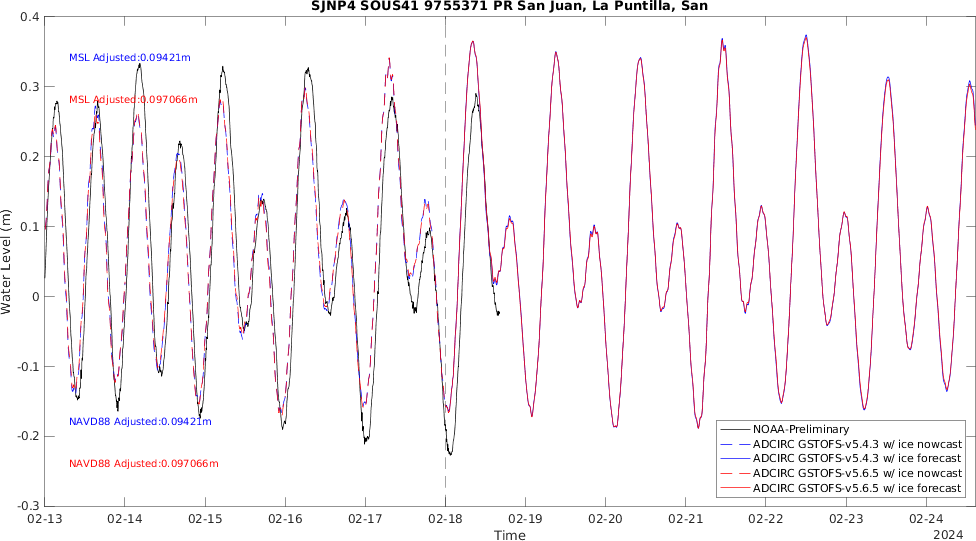 SJNP4 SOUS41 9755371 PR San Juan, La Puntilla, San
0.4
0.3
0.2
0.1
0
-0.1
-0.2
-0.3
Water Level (m)
MSL Adjusted:0.09421m
MSL Adjusted:0.097066m
NAVD88 Adjusted:0.09421m
NAVD88 Adjusted:0.097066m
NOAA-Preliminary
ADCIRC GSTOFS-v5.4.3 w/ ice nowcast
ADCIRC GSTOFS-v5.4.3 w/ ice forecast
ADCIRC GSTOFS-v5.6.5 w/ ice nowcast
ADCIRC GSTOFS-v5.6.5 w/ ice forecast
02-13 02-14 02-15 02-16 02-17 02-18 02-19 02-20 02-21 02-22 02-23 02-24
Time
2024